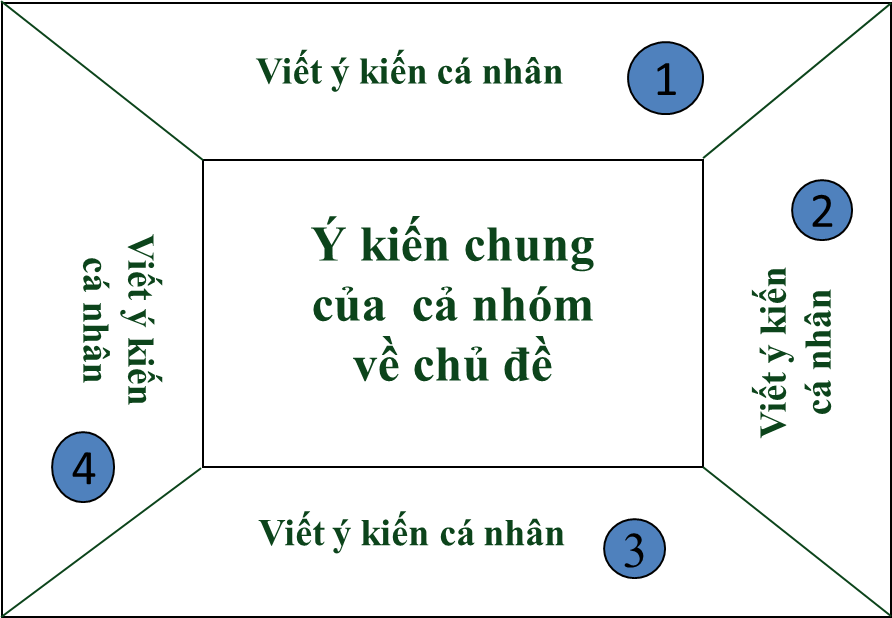 Viết ý kiến cá nhân
1
2
Viết ý kiến
cá nhân
Ý kiến chung
của cả nhóm
về chủ đề
Viết ý kiến
cá nhân
4
Viết ý kiến cá nhân
3